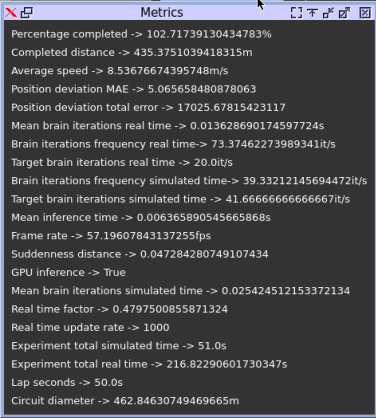 Metrics
Percentage completed -> 102.71739130434783%
Completed distance -> 435.3751039418315m
Average speed -> 8.53676674395748m/s
Position deviation MAE -> 5.065658480878063
Position deviation total error -> 17025.67815423117
Mean brain iterations real time -> 0.013628690174597724s
Brain iterations frequency real time-> 73.37462273989341it/s
Target brain iterations real time -> 20.0it/s
Brain iterations frequency simulated time-> 39.33212145694472it/s
Target brain iterations simulated time -> 41.66666666666667it/s
Mean inference time -> 0.006365890545665868s
Frame rate -> 57.19607843137255fps
Suddenness distance -> 0.047284280749107434
GPU inference -> True
Mean brain iterations simulated time -> 0.025424512153372134
Real time factor -> 0.4797500855871324
Real time update rate -> 1000
Experiment total simulated time -> 51.0s
Experiment total real time -> 216.82290601730347s
Lap seconds -> 50.0s
Circuit diameter -> 462.84630749469665m